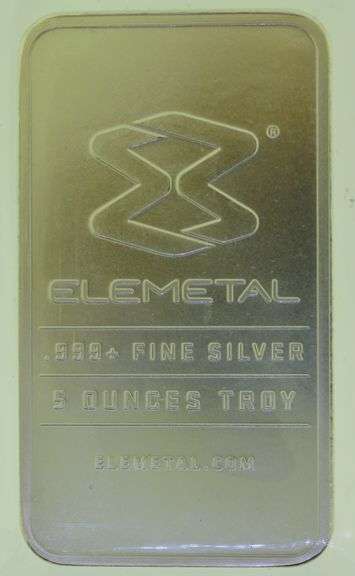 ®
ELEMETAL
.999+ FINE SILVER
5 OUNCES TROY
ELEMETAL.COM